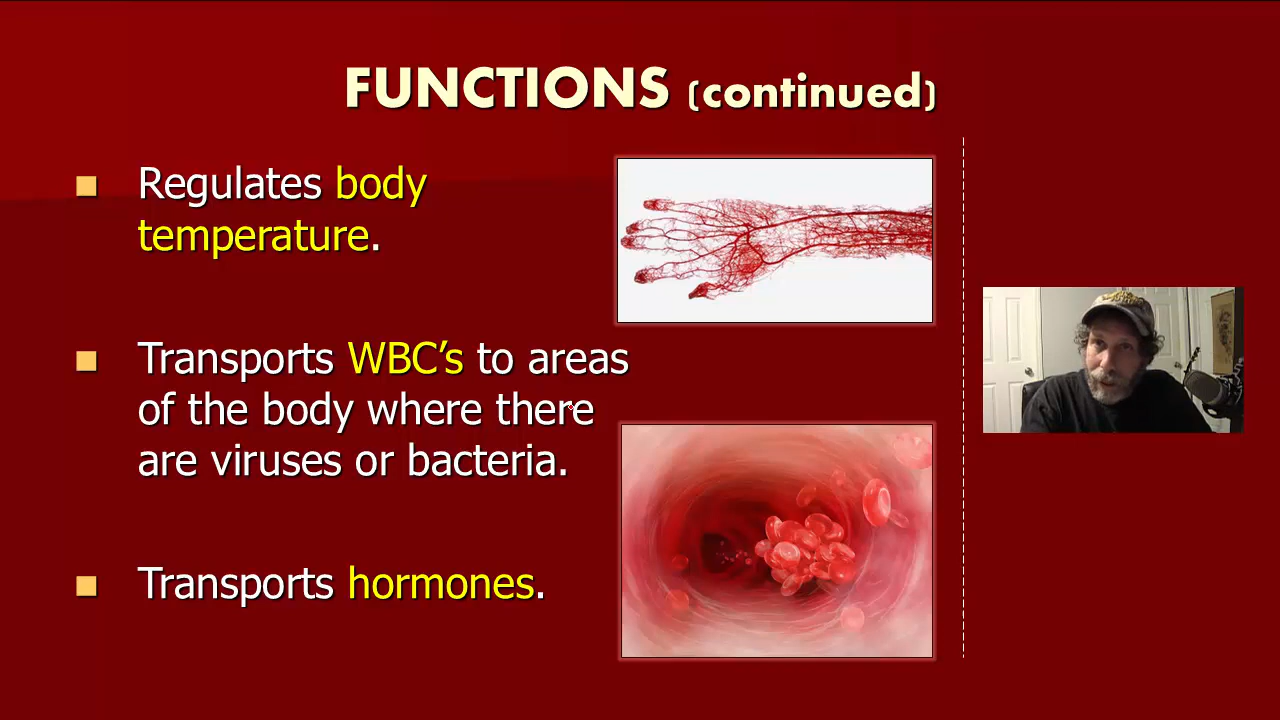 FUNCTIONS (continued)
Regulates body
temperature.
Transports WBC’s to areas
of the body where there
are viruses or bacteria.
Transports hormones.